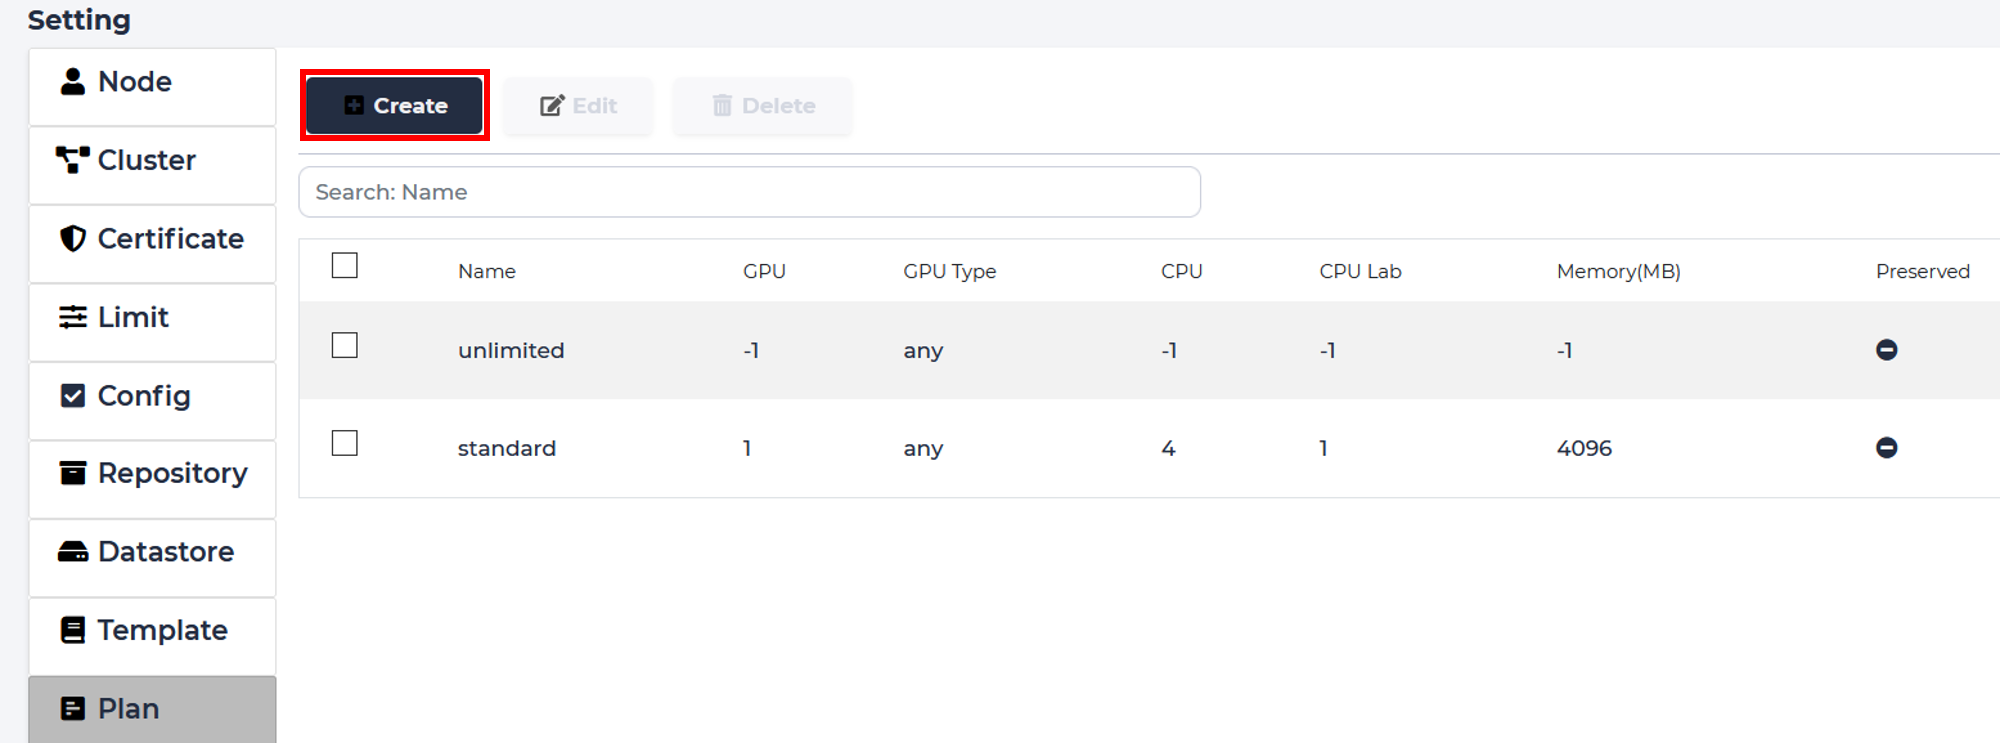 Setting
Node
Cluster
Certificate
Limit
Config
Repository
Datastore
Template
Plan
Create Edit Delete
Search: Name
Name GPU GPU Type CPU CPU Lab Memory(MB) Preserved
unlimited -1 any -1 -1 -1
standard 1 any 4 1 4096